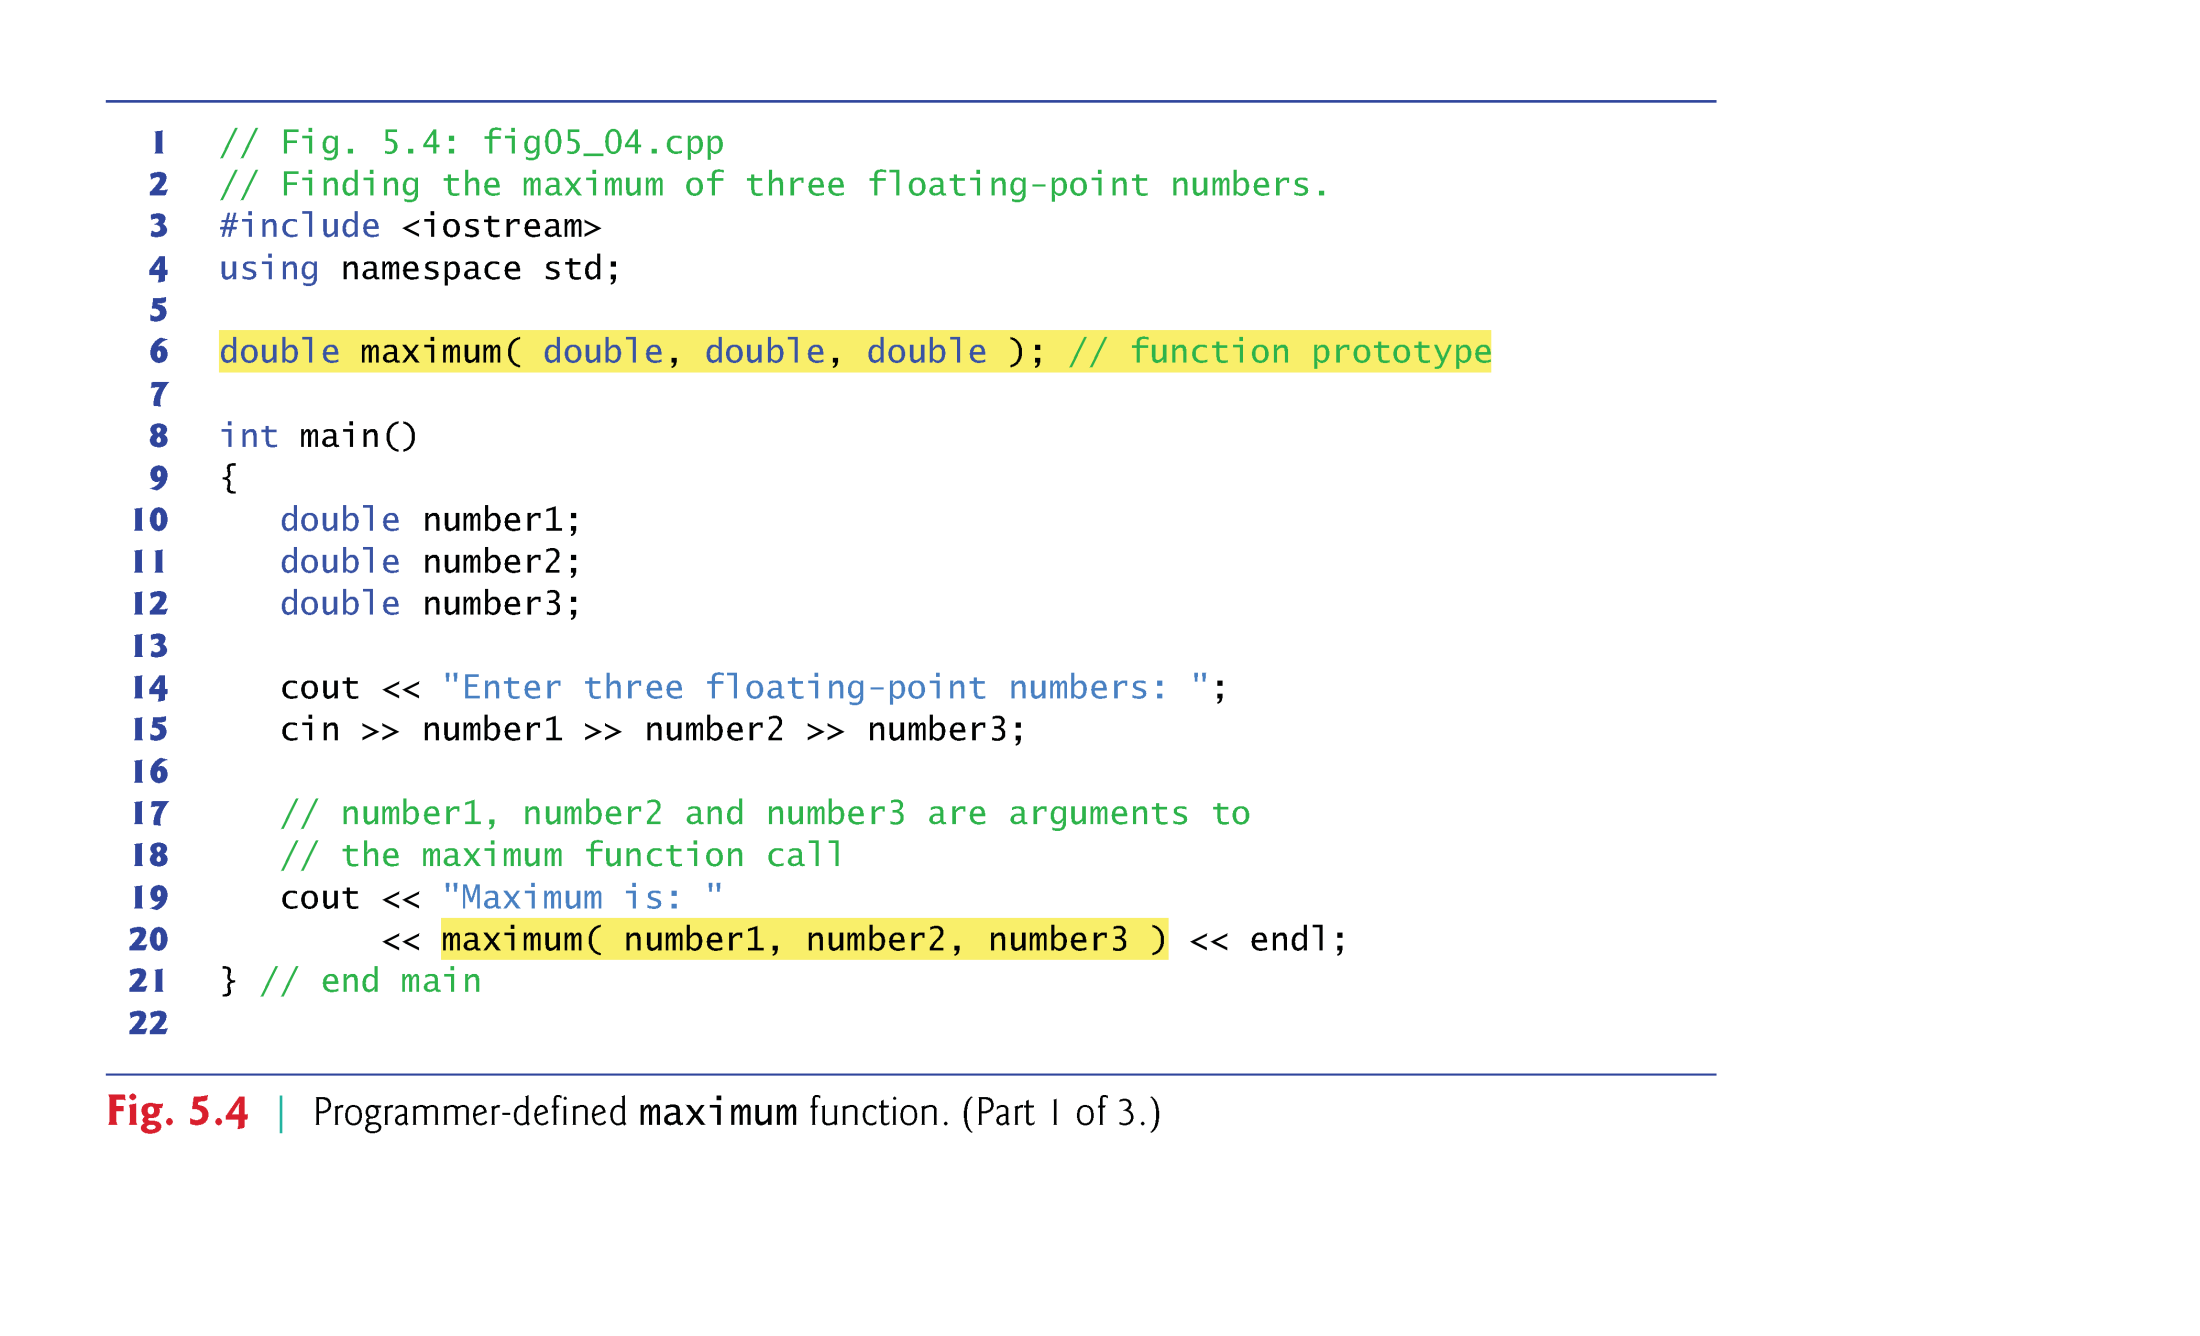 1 // Fig. 5.4: fig05_04.cpp
2 // Finding the maximum of three floating-point numbers.
3 #include <iostream>
4 using namespace std;
5
6 double maximum( double, double, double ); // function prototype
7
8 int main()
9 {
10    double number1;
11    double number2;
12    double number3;
13
14    cout << "Enter three floating-point numbers: ";
15    cin >> number1 >> number2 >> number3;
16
17    // number1, number2 and number3 are arguments to
18    // the maximum function call
19    cout << "Maximum is: "
20         << maximum( number1, number2, number3 ) << endl;
21 } // end main
22
Fig. 5.4 | Programmer-defined maximum function. (Part 1 of 3.)